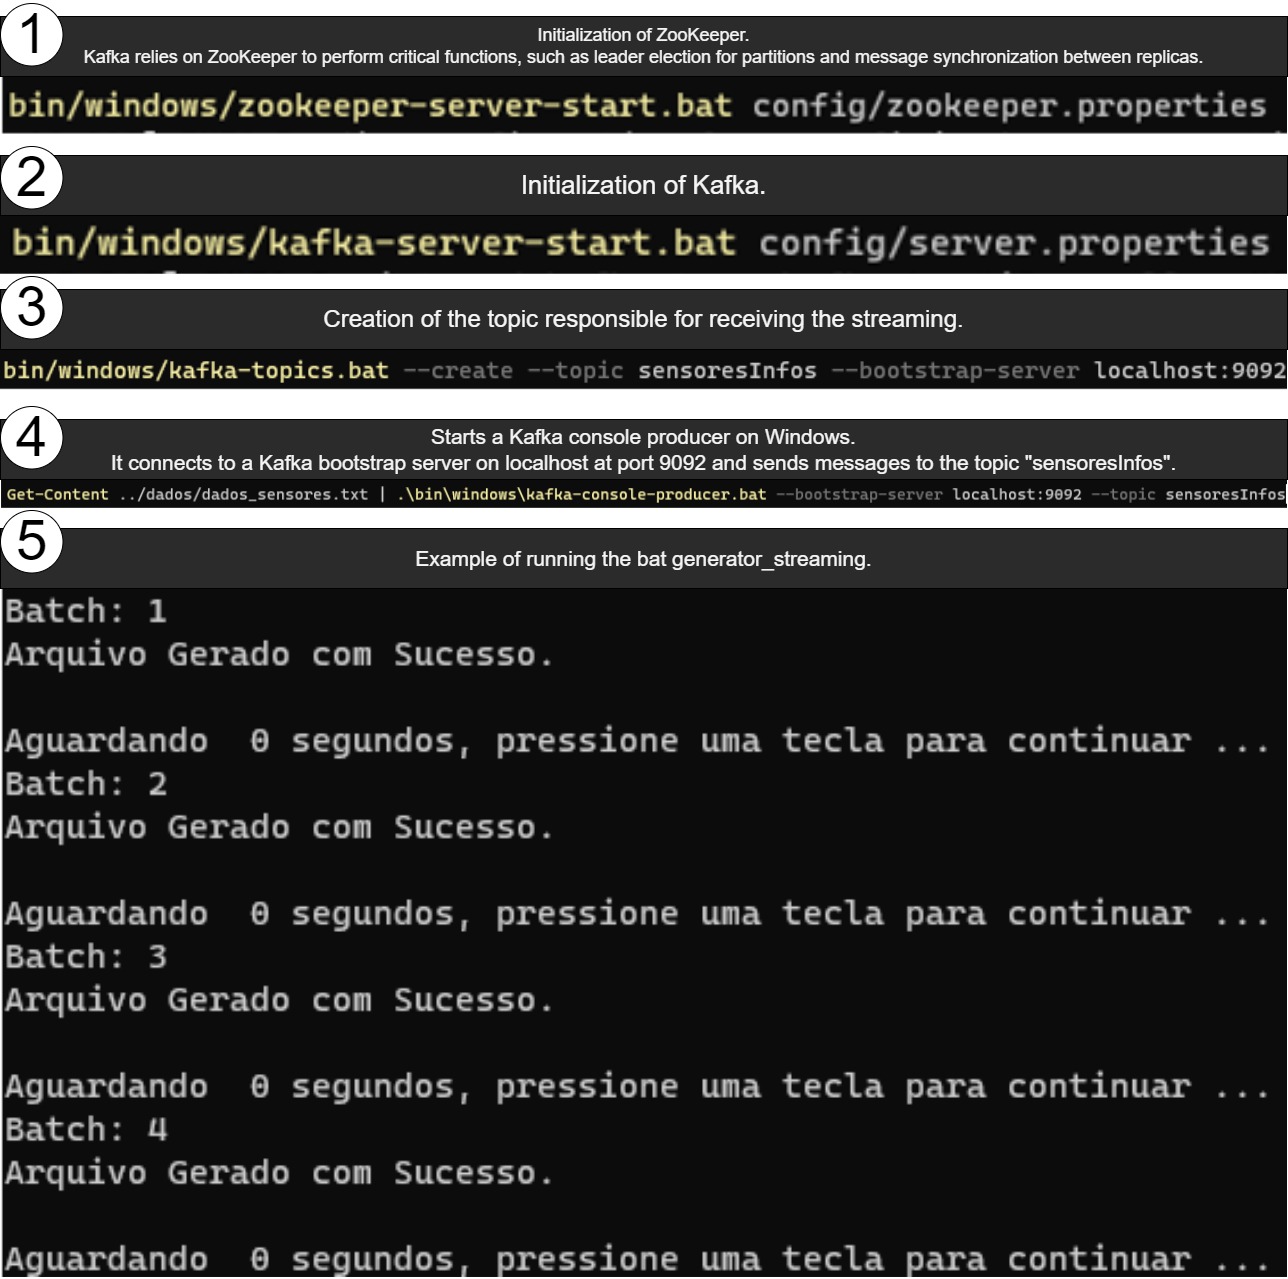 1
Initialization of ZooKeeper.
Kafka relies on ZooKeeper to perform critical functions, such as leader election for partitions and message synchronization between replicas.
bin/windows/zookeeper-server-start.bat config/zookeeper.properties
2
Initialization of Kafka.
bin/windows/kafka-server-start.bat config/server.properties
3
Creation of the topic responsible for receiving the streaming.
bin/windows/kafka-topics.bat --create --topic sensoresInfos --bootstrap-server localhost:9092
4
Starts a Kafka console producer on Windows.
It connects to a Kafka bootstrap server on localhost at port 9092 and sends messages to the topic "sensoresInfos".
Get-Content ../dados/dados_sensores.txt | .\bin\windows\kafka-console-producer.bat --bootstrap-server localhost:9092 --topic sensoresInfos
5
Example of running the bat generator_streaming.
Batch: 1
Arquivo Gerado com Sucesso.
Aguardando  0 segundos, pressione uma tecla para continuar ...
Batch: 2
Arquivo Gerado com Sucesso.
Aguardando  0 segundos, pressione uma tecla para continuar ...
Batch: 3
Arquivo Gerado com Sucesso.
Aguardando  0 segundos, pressione uma tecla para continuar ...
Batch: 4
Arquivo Gerado com Sucesso.
Aguardando  0 segundos, pressione uma tecla para continuar ...